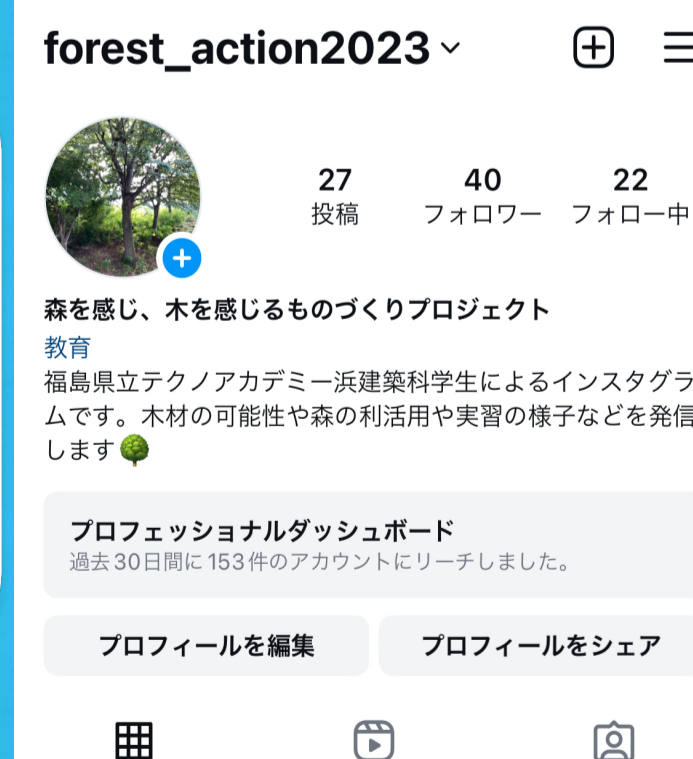 forest_action2023
27 40 22
投稿 フォロワー フォロー中
森を感じ、木を感じるものづくりプロジェクト
教育
福島県立テクノアカデミー浜建築科学生によるインスタグラ
ムです。木材の可能性や森の利活用や実習の様子などを発信
します🌳
プロフェッショナルダッシュボード
過去30日間に153件のアカウントにリーチしました。
プロフィールを編集 プロフィールをシェア